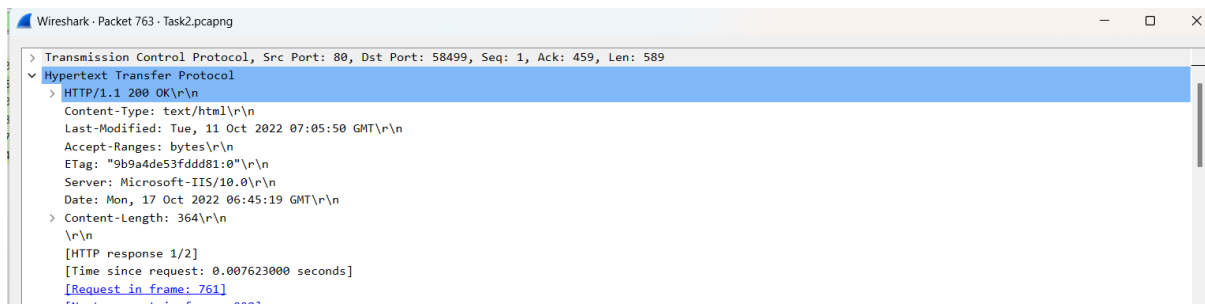 Wireshark · Packet 763 · Task2.pcapng
> Transmission Control Protocol, Src Port: 80, Dst Port: 58499, Seq: 1, Ack: 459, Len: 589
Hypertext Transfer Protocol
> HTTP/1.1 200 OK\r\n
Content-Type: text/html\r\n
Last-Modified: Tue, 11 Oct 2022 07:05:50 GMT\r\n
Accept-Ranges: bytes\r\n
ETag: "9b9a4de53fddd81:0"\r\n
Server: Microsoft-IIS/10.0\r\n
Date: Mon, 17 Oct 2022 06:45:19 GMT\r\n
> Content-Length: 364\r\n
\r\n
[HTTP response 1/2]
[Time since request: 0.007623000 seconds]
[Request in frame: 761]